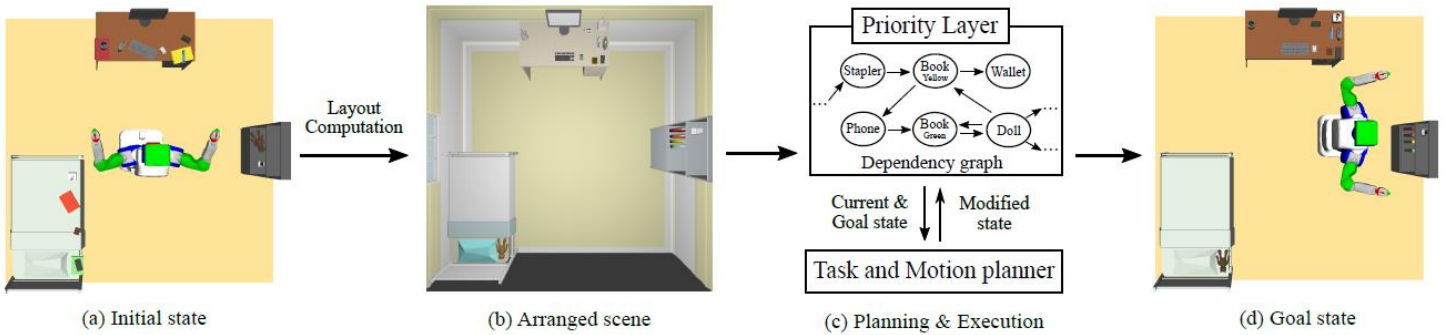 Layout
Computation
Priority Layer
Stapler
Book
Yellow
Wallet
...
...
Phone
Book
Green
Doll
...
Dependency graph
Current &
Goal state
Modified
state
Task and Motion planner
(a) Initial state
(b) Arranged scene
(c) Planning & Execution
(d) Goal state